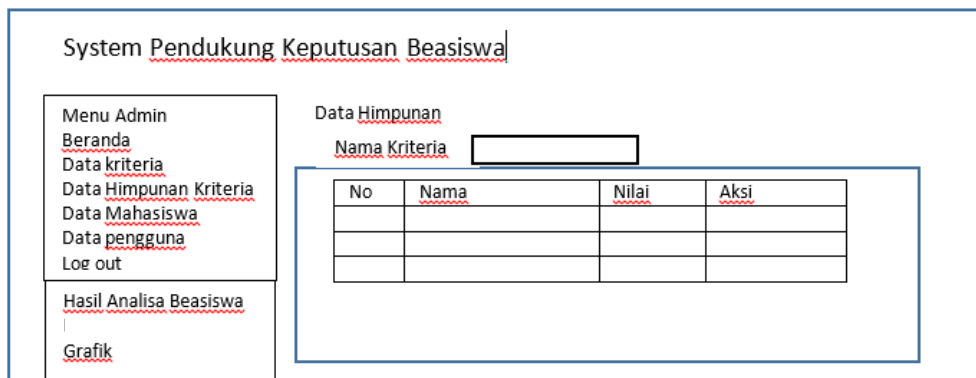 System Pendukung Keputusan Beasiswa
Menu Admin
Beranda
Data kriteria
Data Himpunan Kriteria
Data Mahasiswa
Data pengguna
Log out
Hasil Analisa Beasiswa
Grafik
Data Himpunan
Nama Kriteria
No Nama Nilai Aksi